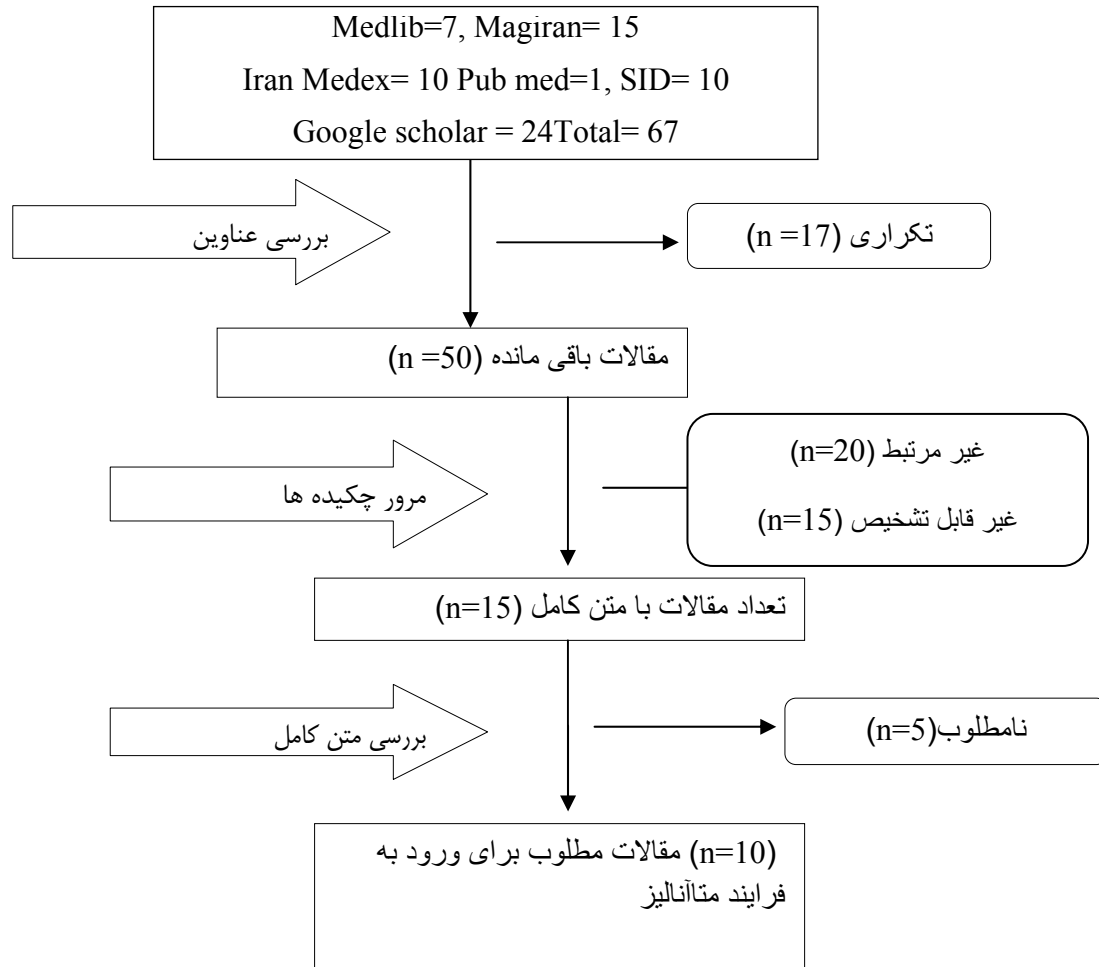 Medlib=7, Magiran= 15
Iran Medex= 10 Pub med=1, SID= 10
Google scholar = 24Total= 67
بررسی عناوین
تکراری (n =17)
مقالات باقی مانده (n =50)
غیر مرتبط (n=20)
مرور چکیده ها
غیر قابل تشخیص (n=15)
تعداد مقالات با متن کامل (n=15)
بررسی متن کامل
نامطلوب(n=5)
(n=10) مقالات مطلوب برای ورود به
فرایند متاآنالیز